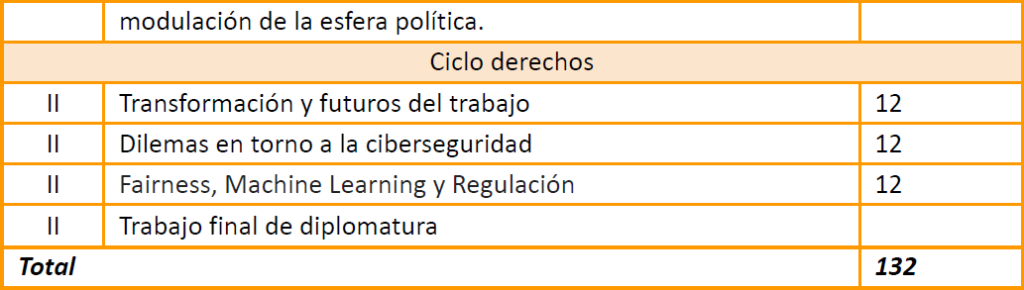 modulación de la esfera política.
Ciclo derechos
II Transformación y futuros del trabajo 12
II Dilemas en torno a la ciberseguridad 12
II Fairness, Machine Learning y Regulación 12
II Trabajo final de diplomatura
Total 132